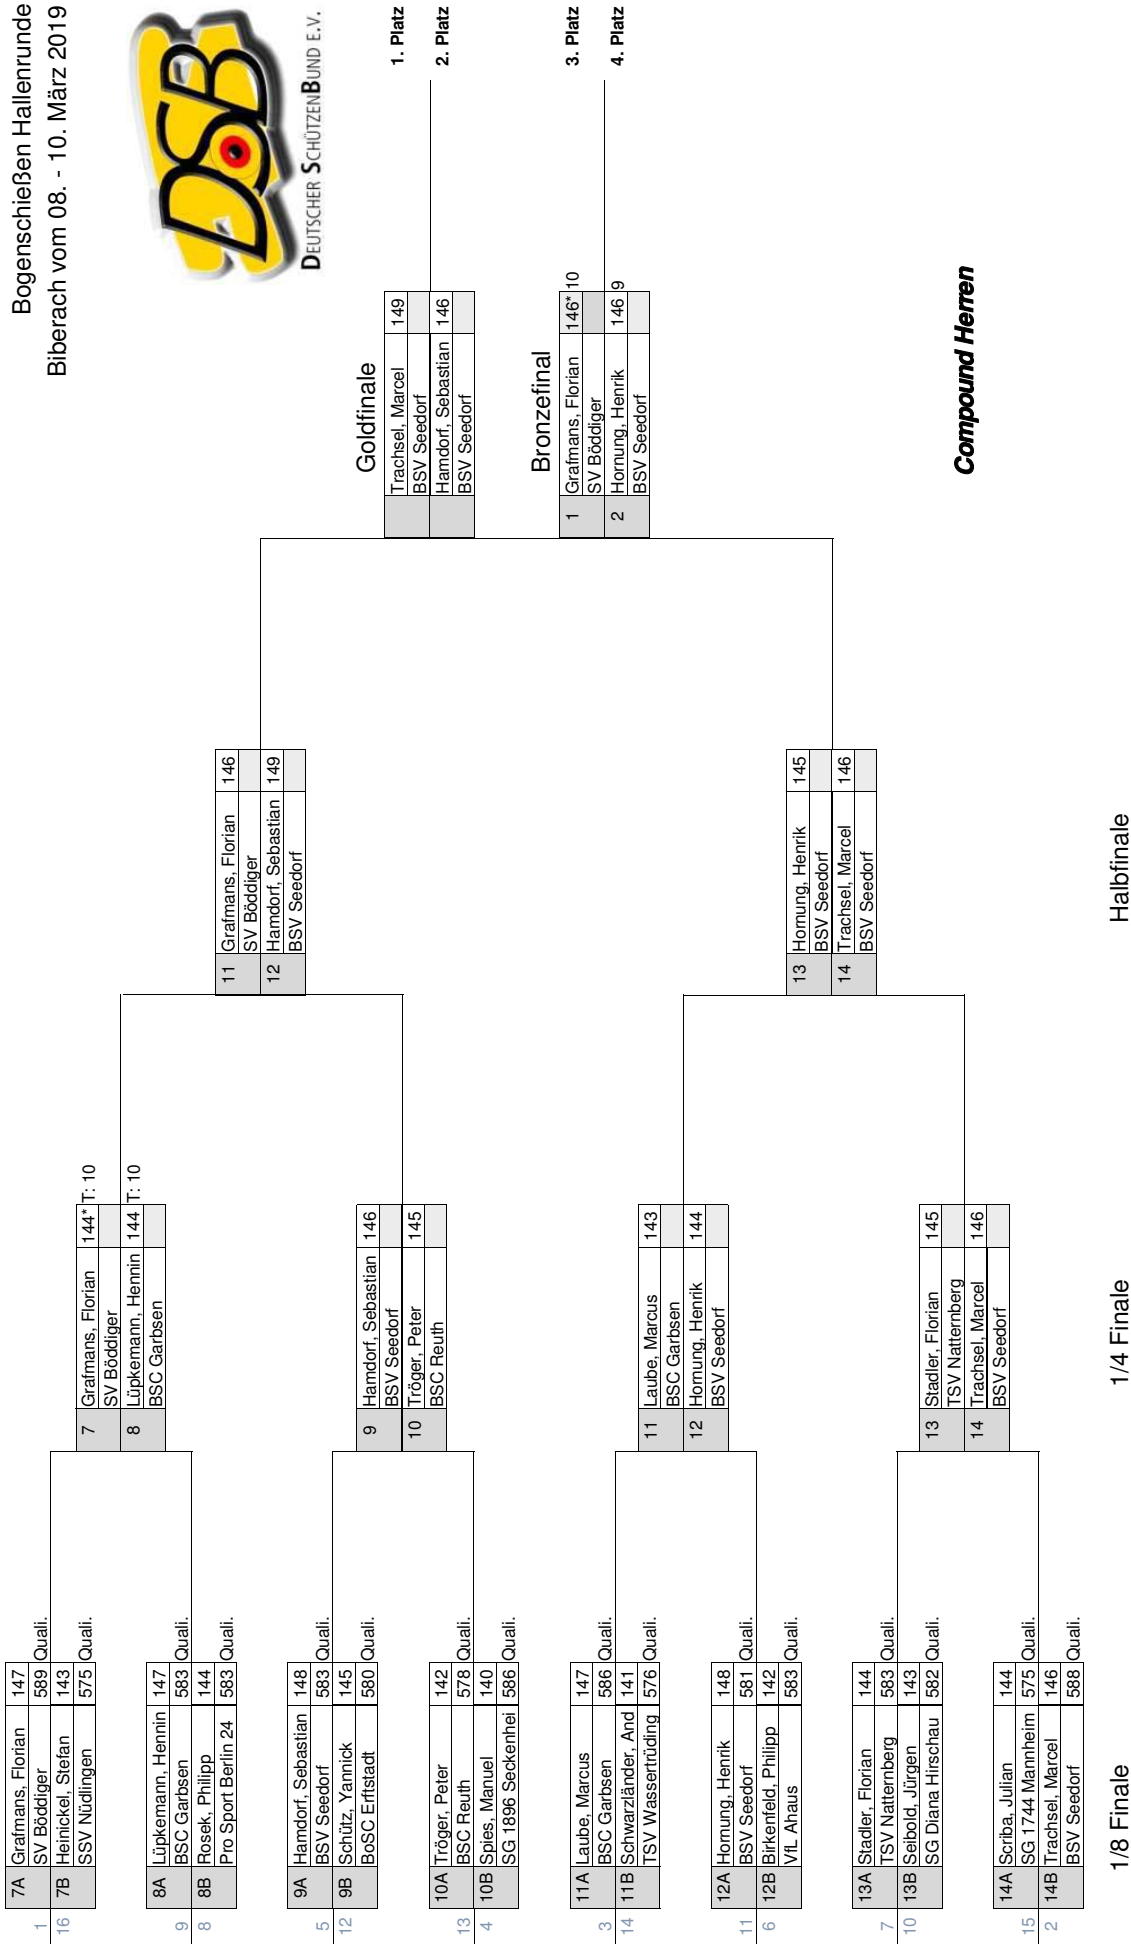 Bogenschießen Hallenrunde
Biberach vom 08. - 10. März 2019
DSB
DEUTSCHER SCHÜTZENBUND E.V.
1 7A Grafmans, Florian 147
SV Böddiger 589 Quali.
16 7B Heinickel, Stefan 143
SSV Nüdlingen 575 Quali.
9 8A Lüpkemann, Hennin 147
BSC Garbsen 583 Quali.
8 8B Rosek, Philipp 144
Pro Sport Berlin 24 583 Quali.
5 9A Hamdorf, Sebastian 148
BSV Seedorf 583 Quali.
12 9B Schütz, Yannick 145
BoSC Erftstadt 580 Quali.
13 10A Tröger, Peter 142
BSC Reuth 578 Quali.
4 10B Spies, Manuel 140
SG 1896 Seckenhei 586 Quali.
3 11A Laube, Marcus 147
BSC Garbsen 586 Quali.
14 11B Schwarzländer, And 141
TSV Wassertrüding 576 Quali.
11 12A Hornung, Henrik 148
BSV Seedorf 581 Quali.
6 12B Birkenfeld, Philipp 142
VfL Ahaus 583 Quali.
7 13A Stadler, Florian 144
TSV Natternberg 583 Quali.
10 13B Seibold, Jürgen 143
SG Diana Hirschau 582 Quali.
15 14A Scriba, Julian 144
SG 1744 Mannheim 575 Quali.
2 14B Trachsel, Marcel 146
BSV Seedorf 588 Quali.
1/8 Finale
7 Grafmans, Florian 144* T: 10
SV Böddiger
8 Lüpkemann, Hennin 144 T: 10
BSC Garbsen
9 Hamdorf, Sebastian 146
BSV Seedorf
10 Tröger, Peter 145
BSC Reuth
11 Laube, Marcus 143
BSC Garbsen
12 Hornung, Henrik 144
BSV Seedorf
13 Stadler, Florian 145
TSV Natternberg
14 Trachsel, Marcel 146
BSV Seedorf
1/4 Finale
11 Grafmans, Florian 146
SV Böddiger
12 Hamdorf, Sebastian 149
BSV Seedorf
13 Hornung, Henrik 145
BSV Seedorf
14 Trachsel, Marcel 146
BSV Seedorf
Halbfinale
Goldfinale
Trachsel, Marcel 149 1. Platz
BSV Seedorf
Hamdorf, Sebastian 146 2. Platz
BSV Seedorf
Bronzefinal
1 Grafmans, Florian 146* 10 3. Platz
SV Böddiger
2 Hornung, Henrik 146 9 4. Platz
BSV Seedorf
Compound Herren